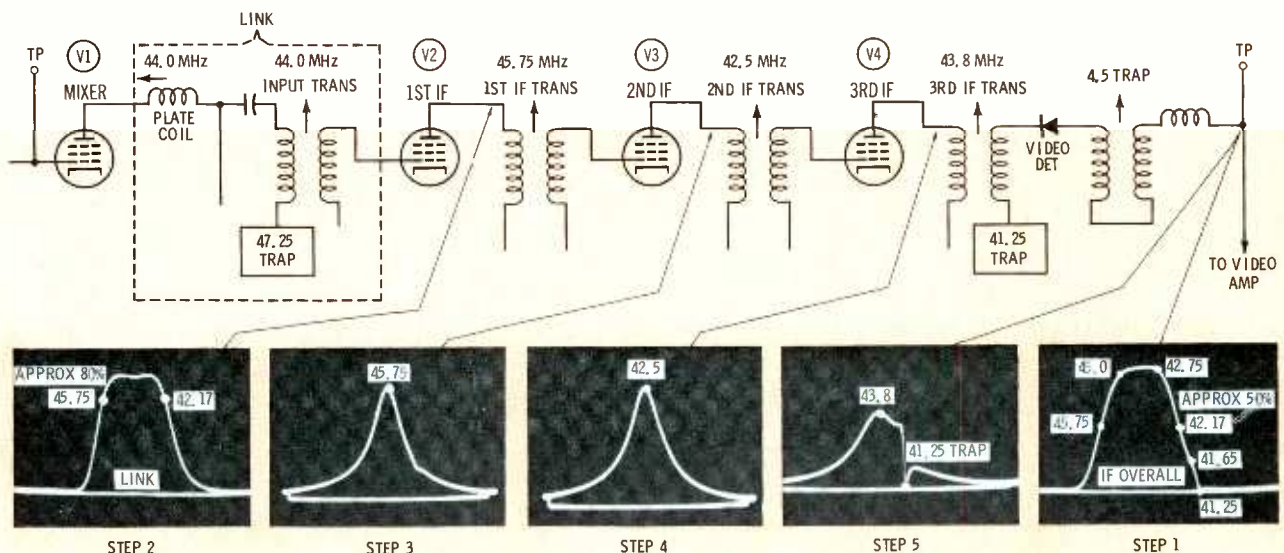 LINK
TP
V1
MIXER
44.0 MHz
PLATE
COIL
44.0 MHz
INPUT TRANS
47.25
TRAP
V2
1ST IF
45.75 MHz
1ST IF TRANS
V3
2ND IF
42.5 MHz
2ND IF TRANS
V4
3RD IF
43.8 MHz
3RD IF TRANS
41.25
TRAP
VIDEO
DET
4.5 TRAP
TP
TO VIDEO
AMP
APPROX 80%
45.75
42.17
LINK
STEP 2
45.75
STEP 3
42.5
STEP 4
43.8
41.25 TRAP
STEP 5
45.0
42.75
APPROX 50%
45.75
42.17
41.65
IF OVERALL
41.25
STEP 1